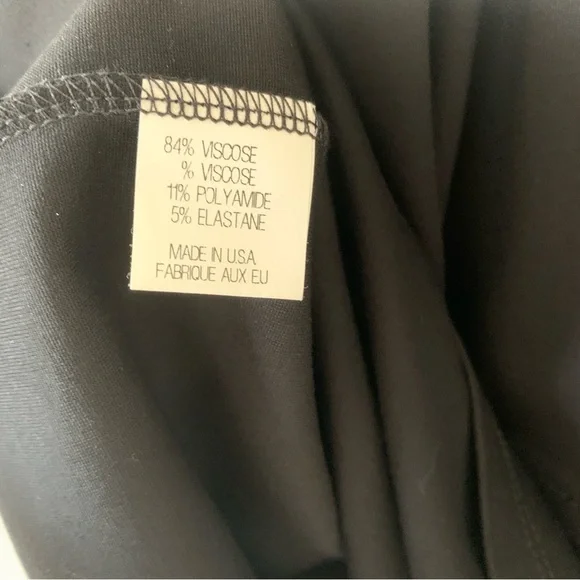 84% VISCOSE
% VISCOSE
11% POLYAMIDE
5% ELASTANE
MADE IN U.S.A
FABRIQUE AUX EU